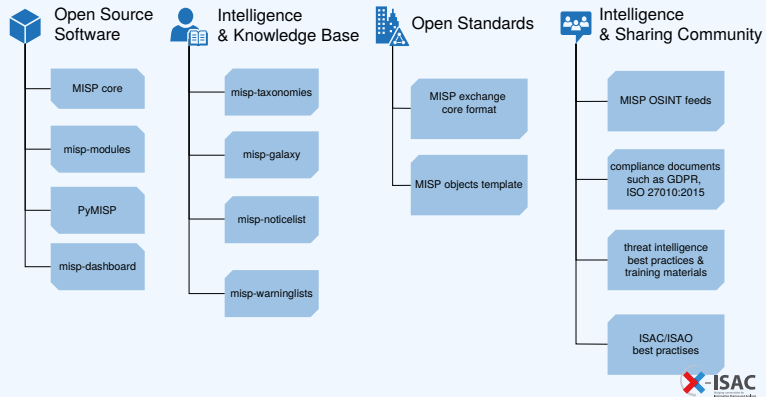 Open Source
Software
MISP core
misp-modules
PyMISP
misp-dashboard
Intelligence
& Knowledge Base
misp-taxonomies
misp-galaxy
misp-noticelist
misp-warninglists
Open Standards
MISP exchange
core format
MISP objects template
Intelligence
& Sharing Community
MISP OSINT feeds
compliance documents
such as GDPR,
ISO 27010:2015
threat intelligence
best practices &
training materials
ISAC/ISAO
best practises
X-ISAC